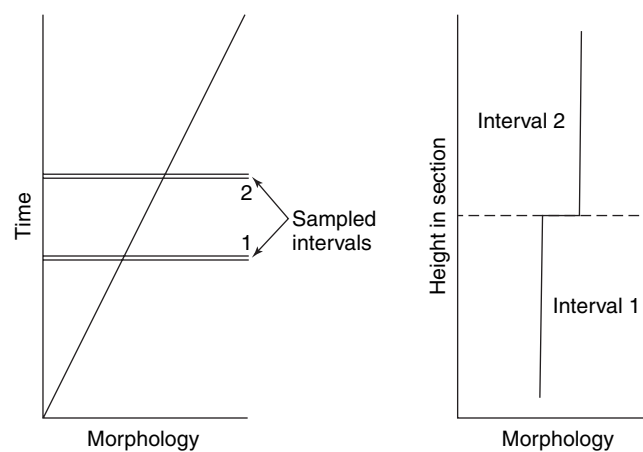 Time
2
1
Sampled
intervals
Morphology
Height in section
Interval 2
Interval 1
Morphology